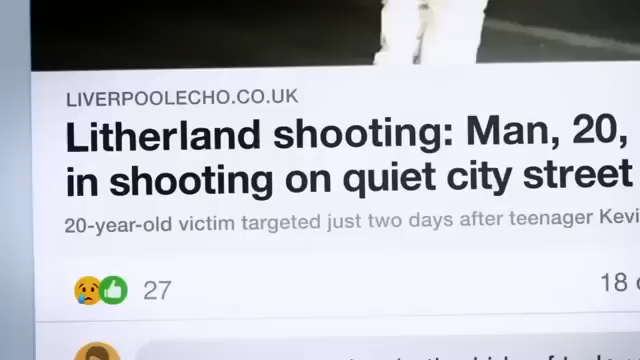 LIVERPOOLECHO.CO.UK
Litherland shooting: Man, 20,
in shooting on quiet city street
20-year-old victim targeted just two days after teenager Kevi
27
18